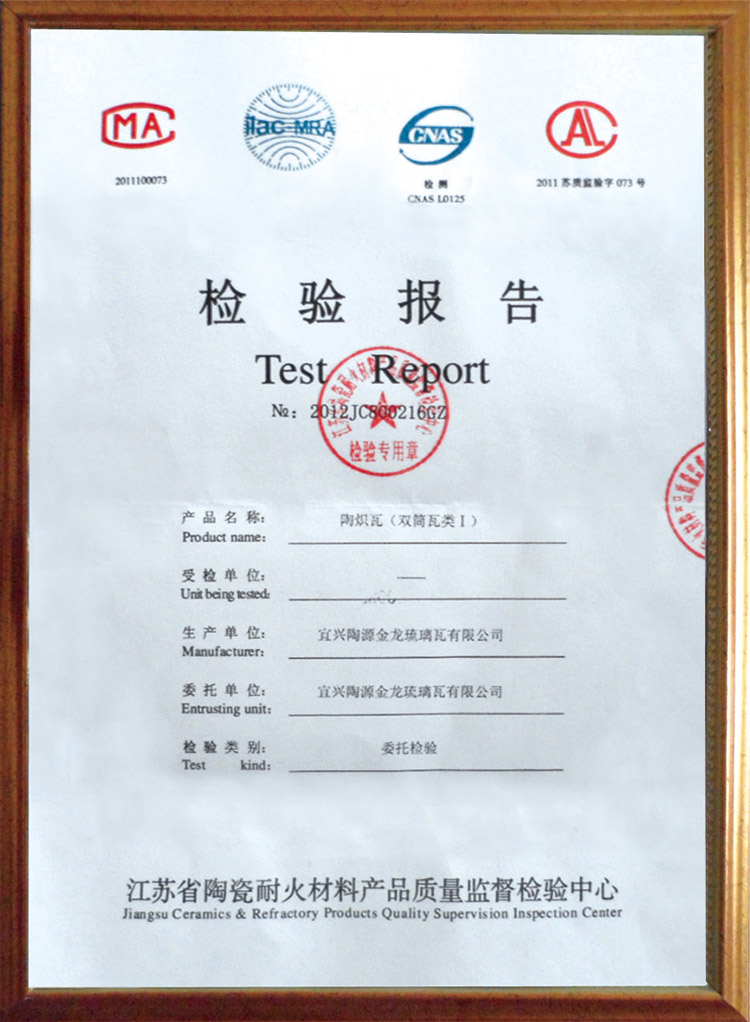 MA
ilac-MRA
CNAS
AL
2011100073
检 测
CNAS L0125
2011 苏质监验字 073 号
检 验 报 告
Test Report
№: 2012JC800216GZ
检验专用章
产 品 名 称:
陶炽瓦（双筒瓦类Ⅰ）
Product name:
受 检 单 位:
——
Unit being tested:
生 产 单 位:
宜兴陶源金龙琉璃瓦有限公司
Manufacturer:
委 托 单 位:
宜兴陶源金龙琉璃瓦有限公司
Entrusting unit:
检 验 类 别:
委托检验
Test kind:
江苏省陶瓷耐火材料产品质量监督检验中心
Jiangsu Ceramics & Refractory Products Quality Supervision Inspection Center